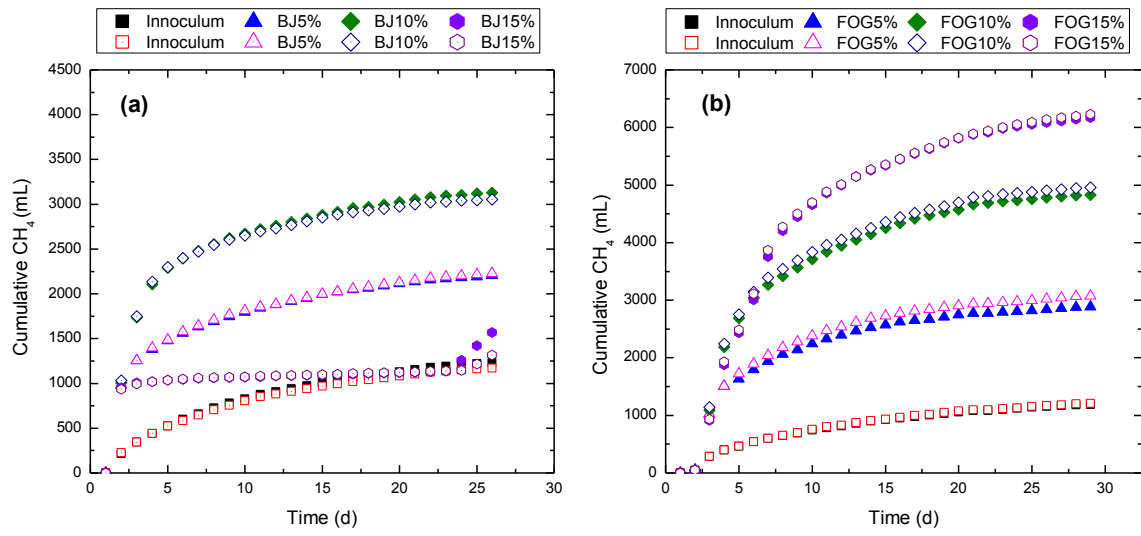 Innoculum BJ5% BJ10% BJ15%
Innoculum BJ5% BJ10% BJ15%
(a)
4500
4000
3500
3000
2500
2000
1500
1000
500
0
Cumulative CH₄ (mL)
0 5 10 15 20 25 30
Time (d)
Innoculum FOG5% FOG10% FOG15%
Innoculum FOG5% FOG10% FOG15%
(b)
7000
6000
5000
4000
3000
2000
1000
0
Cumulative CH₄ (mL)
0 5 10 15 20 25 30
Time (d)